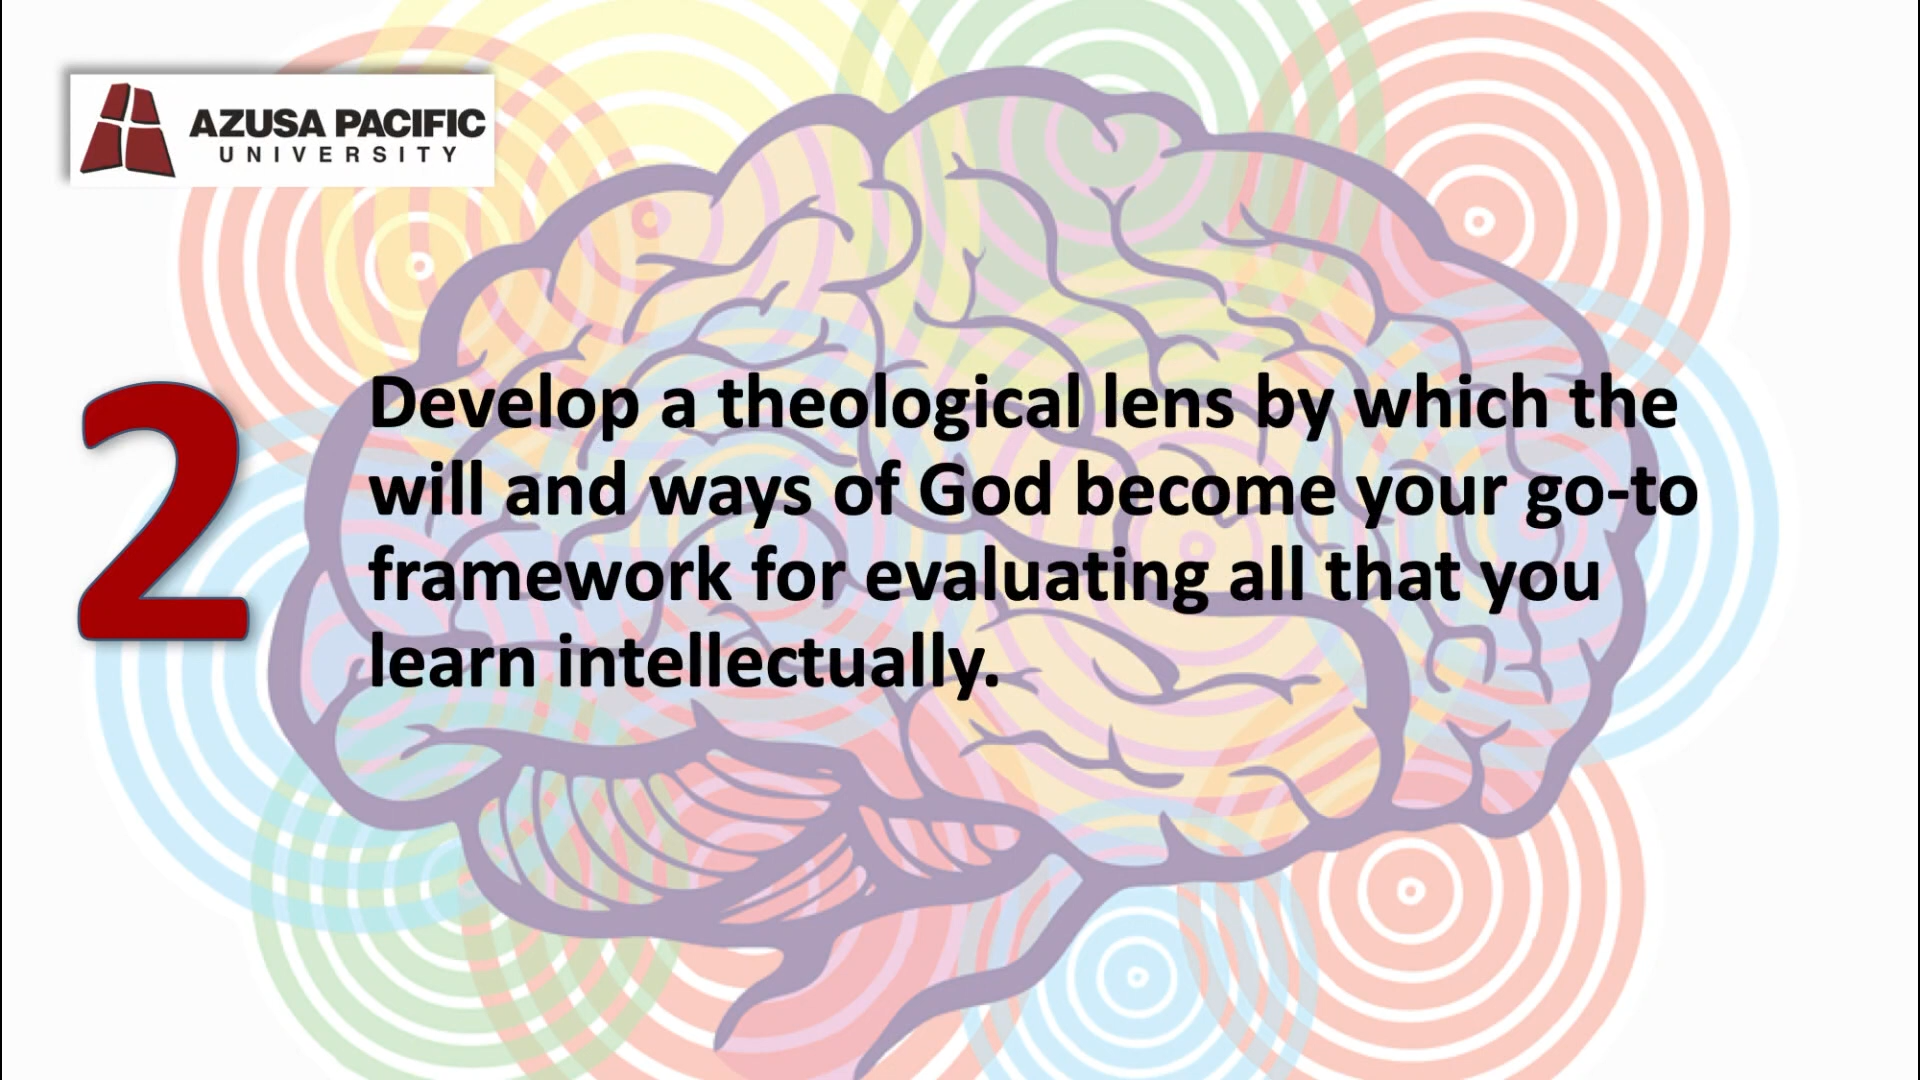 AZUSA PACIFIC
UNIVERSITY
2
Develop a theological lens by which the
will and ways of God become your go-to
framework for evaluating all that you
learn intellectually.